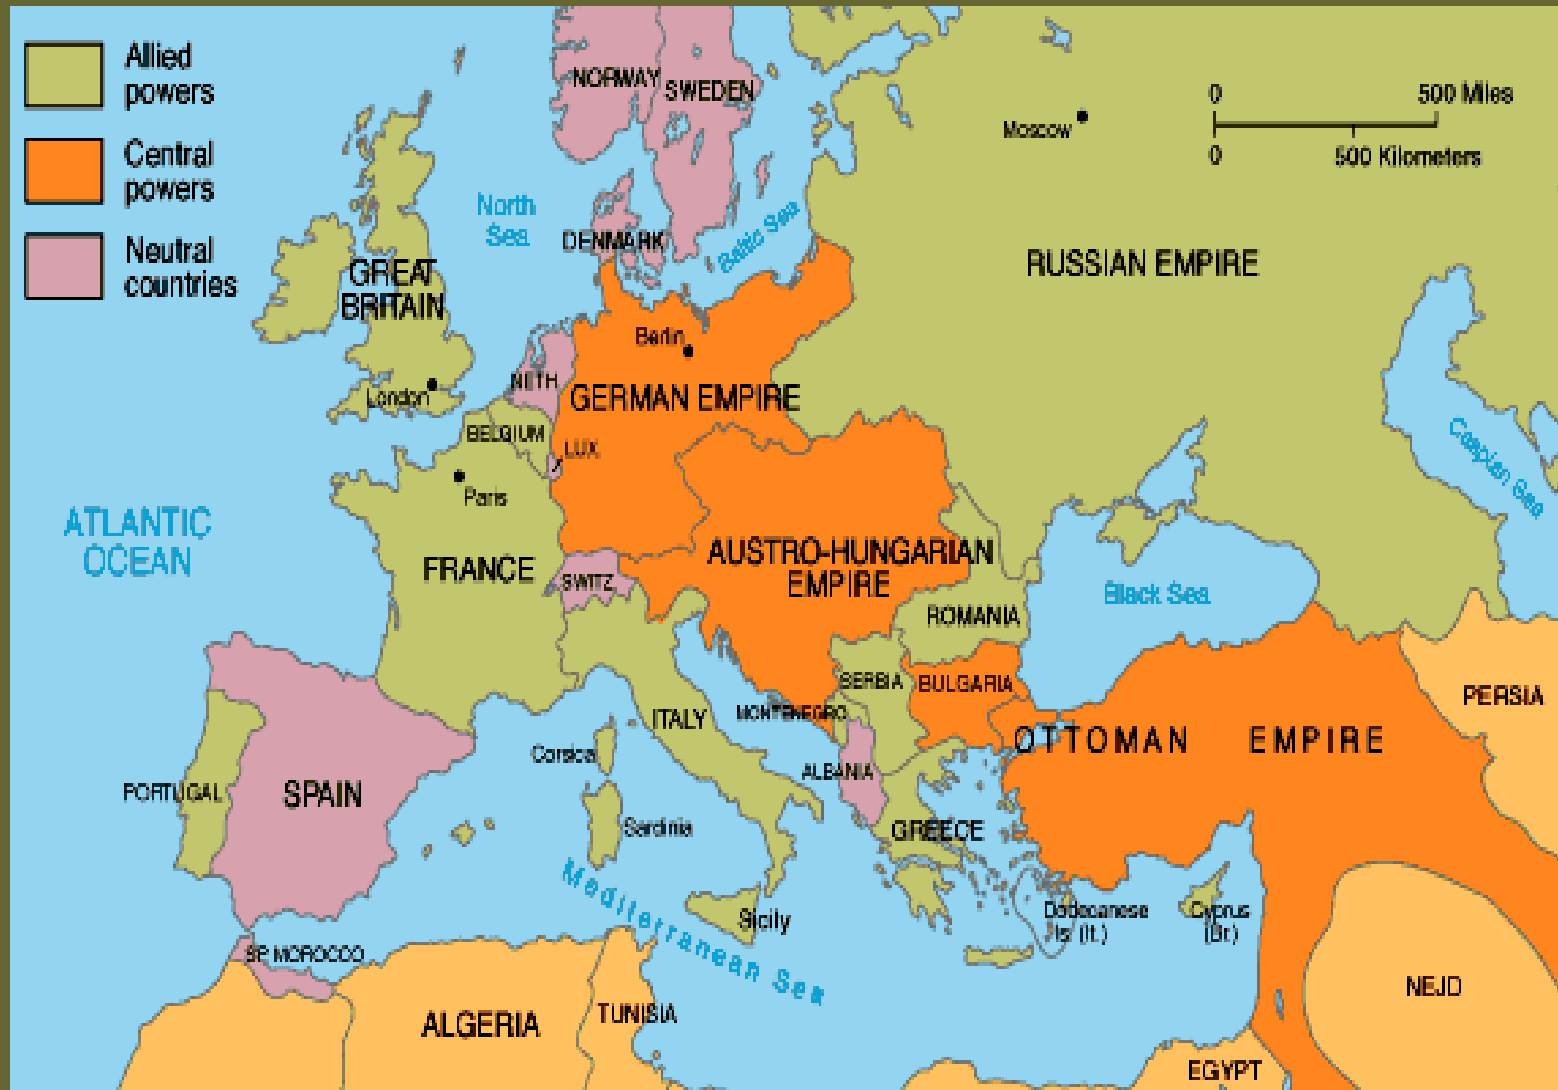 Allied
powers
Central
powers
Neutral
countries
NORWAY
SWEDEN
0
500 Miles
0
500 Kilometers
Moscow
North
Sea
DENMARK
Baltic Sea
RUSSIAN EMPIRE
GREAT
BRITAIN
Berlin
London
NETH
GERMAN EMPIRE
BELGIUM
LUX
Paris
Caspian Sea
ATLANTIC
OCEAN
FRANCE
SWITZ
AUSTRO-HUNGARIAN
EMPIRE
Black Sea
ROMANIA
SERBIA
BULGARIA
PERSIA
MONTENEGRO
ITALY
Corsica
OTTOMAN EMPIRE
ALBANIA
PORTUGAL
SPAIN
Sardinia
GREECE
Mediterranean Sea
Sicily
Dodecanese
Is. (It.)
Cyprus
(Br.)
SP. MOROCCO
NEJD
ALGERIA
TUNISIA
EGYPT